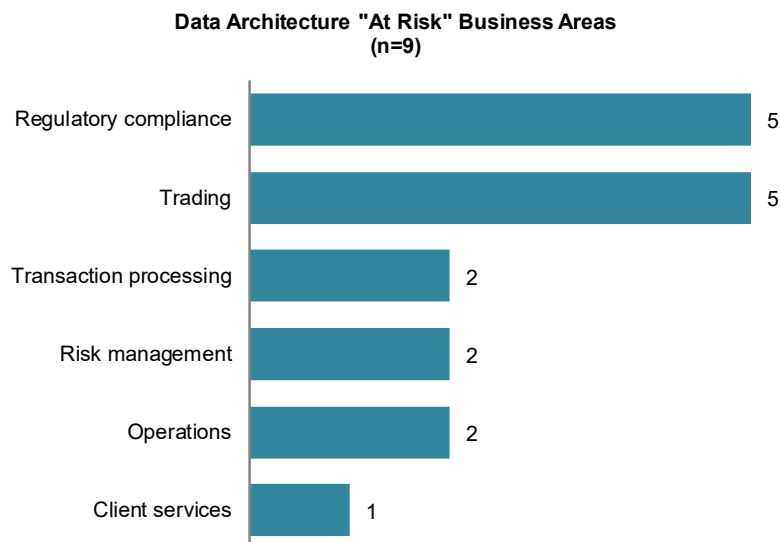 Data Architecture "At Risk" Business Areas
(n=9)
Regulatory compliance 5
Trading 5
Transaction processing 2
Risk management 2
Operations 2
Client services 1